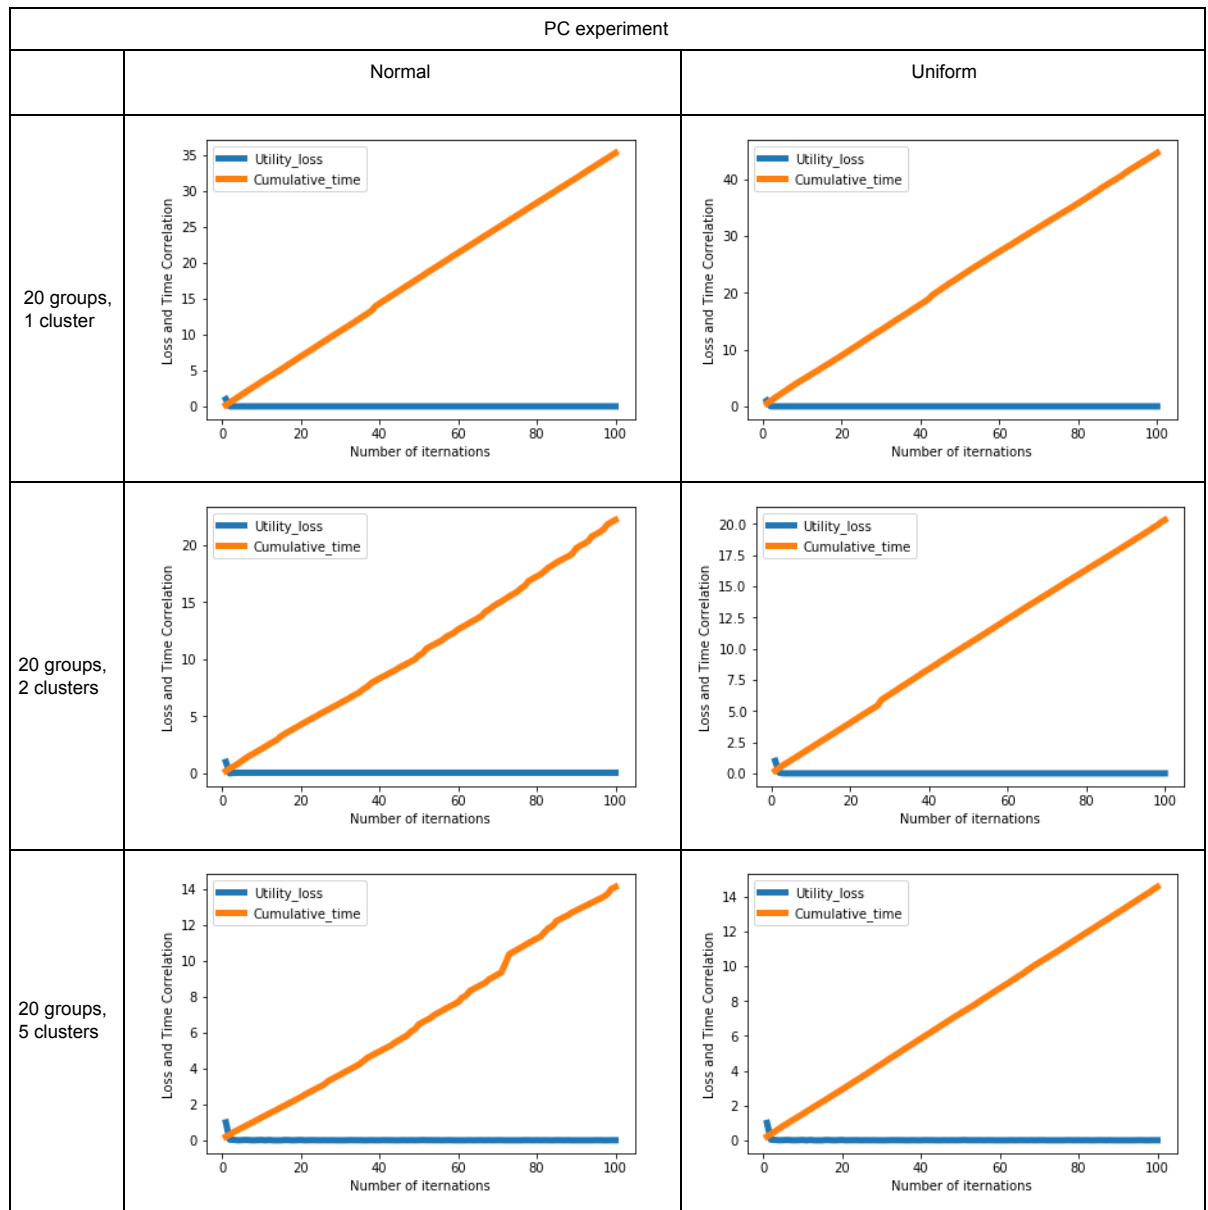 PC experiment
Normal
Uniform
20 groups,
1 cluster
Utility_loss
Cumulative_time
Loss and Time Correlation
35
30
25
20
15
10
5
0
0 20 40 60 80 100
Number of iternations
Utility_loss
Cumulative_time
Loss and Time Correlation
40
30
20
10
0
0 20 40 60 80 100
Number of iternations
20 groups,
2 clusters
Utility_loss
Cumulative_time
Loss and Time Correlation
20
15
10
5
0
0 20 40 60 80 100
Number of iternations
Utility_loss
Cumulative_time
Loss and Time Correlation
20.0
17.5
15.0
12.5
10.0
7.5
5.0
2.5
0.0
0 20 40 60 80 100
Number of iternations
20 groups,
5 clusters
Utility_loss
Cumulative_time
Loss and Time Correlation
14
12
10
8
6
4
2
0
0 20 40 60 80 100
Number of iternations
Utility_loss
Cumulative_time
Loss and Time Correlation
14
12
10
8
6
4
2
0
0 20 40 60 80 100
Number of iternations